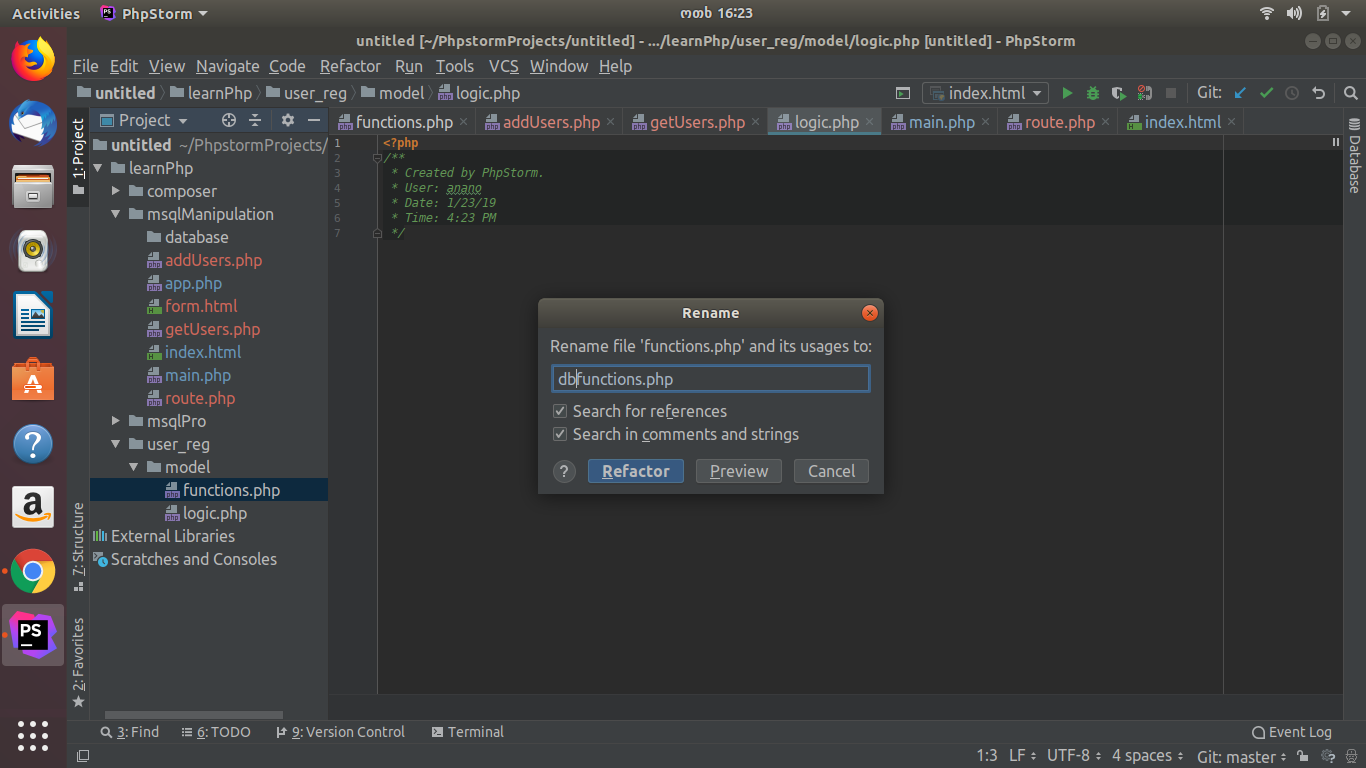 Activities PhpStorm ოთხ 16:23
untitled [~/PhpstormProjects/untitled] - .../learnPhp/user_reg/model/logic.php [untitled] - PhpStorm
File Edit View Navigate Code Refactor Run Tools VCS Window Help
untitled learnPhp user_reg model logic.php index.html Git:
1: Project
Project
functions.php addUsers.php getUsers.php logic.php main.php route.php index.html
Database
untitled ~/PhpstormProjects/
learnPhp
composer
msqlManipulation
database
addUsers.php
app.php
form.html
getUsers.php
index.html
main.php
route.php
msqlPro
user_reg
model
functions.php
logic.php
External Libraries
Scratches and Consoles
7: Structure
2: Favorites
1 <?php
2 /**
3 * Created by PhpStorm.
4 * User: anano
5 * Date: 1/23/19
6 * Time: 4:23 PM
7 */
Rename
Rename file 'functions.php' and its usages to:
dbfunctions.php
Search for references
Search in comments and strings
? Refactor Preview Cancel
PS
3: Find 6: TODO 9: Version Control Terminal Event Log
1:3 LF UTF-8 4 spaces Git: master